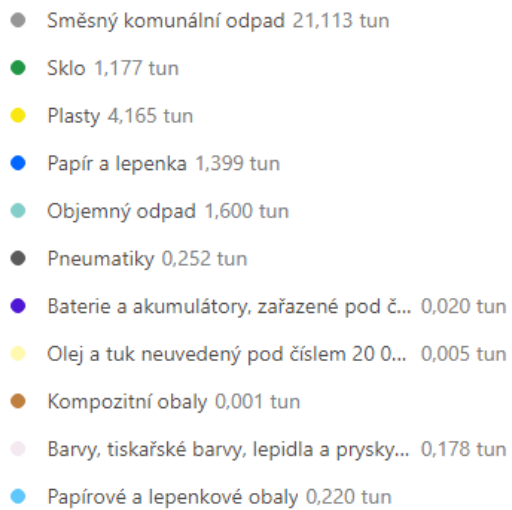 Směsný komunální odpad 21,113 tun
Sklo 1,177 tun
Plasty 4,165 tun
Papír a lepenka 1,399 tun
Objemný odpad 1,600 tun
Pneumatiky 0,252 tun
Baterie a akumulátory, zařazené pod č... 0,020 tun
Olej a tuk neuvedený pod číslem 20 0... 0,005 tun
Kompozitní obaly 0,001 tun
Barvy, tiskařské barvy, lepidla a prysky... 0,178 tun
Papírové a lepenkové obaly 0,220 tun